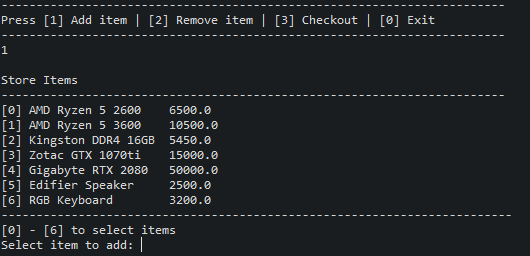 ----------------------------------------------------------------
Press [1] Add item | [2] Remove item | [3] Checkout | [0] Exit
----------------------------------------------------------------
1

Store Items
----------------------------------------------------------------
[0] AMD Ryzen 5 2600    6500.0
[1] AMD Ryzen 5 3600    10500.0
[2] Kingston DDR4 16GB  5450.0
[3] Zotac GTX 1070ti    15000.0
[4] Gigabyte RTX 2080   50000.0
[5] Edifier Speaker     2500.0
[6] RGB Keyboard        3200.0
-----------------------------------------------------------------
[0] - [6] to select items
Select item to add: